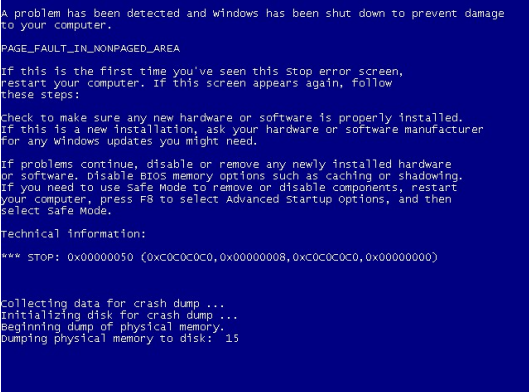 A problem has been detected and Windows has been shut down to prevent damage
to your computer.
PAGE_FAULT_IN_NONPAGED_AREA
If this is the first time you've seen this Stop error screen,
restart your computer. If this screen appears again, follow
these steps:
Check to make sure any new hardware or software is properly installed.
If this is a new installation, ask your hardware or software manufacturer
for any Windows updates you might need.
If problems continue, disable or remove any newly installed hardware
or software. Disable BIOS memory options such as caching or shadowing.
If you need to use Safe Mode to remove or disable components, restart
your computer, press F8 to select Advanced Startup Options, and then
select Safe Mode.
Technical information:
*** STOP: 0x00000050 (0xC0C0C0C0,0x00000008,0xC0C0C0C0,0x00000000)
Collecting data for crash dump ...
Initializing disk for crash dump ...
Beginning dump of physical memory.
Dumping physical memory to disk: 15